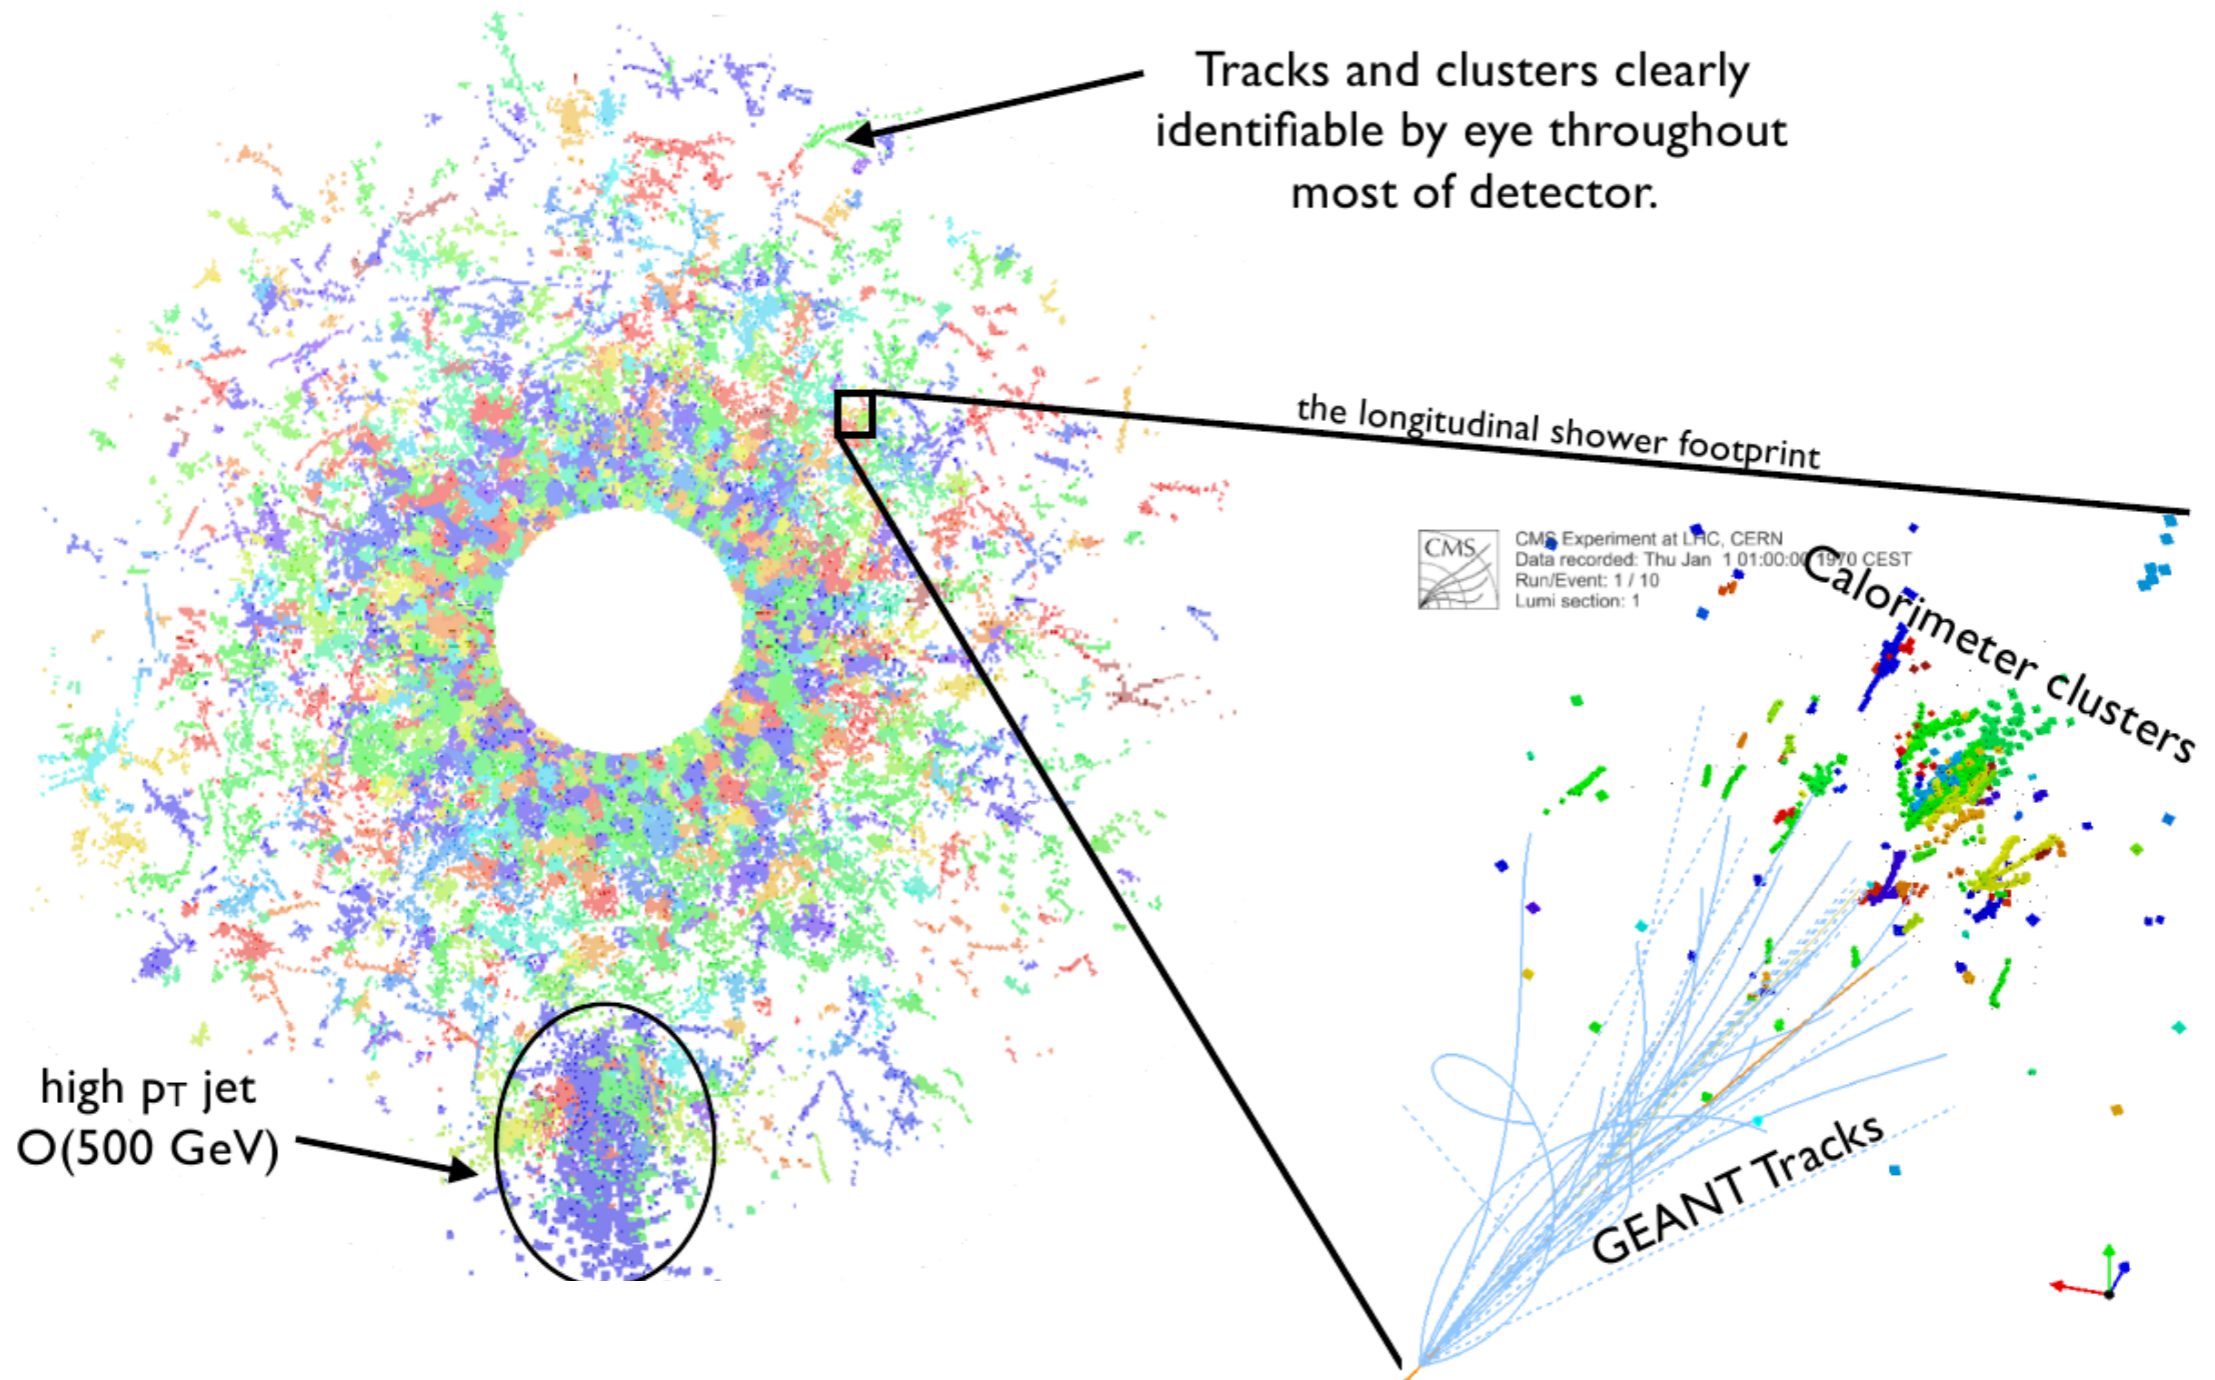 Tracks and clusters clearly
identifiable by eye throughout
most of detector.
the longitudinal shower footprint
CMS
CMS Experiment at LHC, CERN
Data recorded: Thu Jan 1 01:00:00 1970 CEST
Run/Event: 1 / 10
Lumi section: 1
Calorimeter clusters
high pT jet
O(500 GeV)
GEANT Tracks